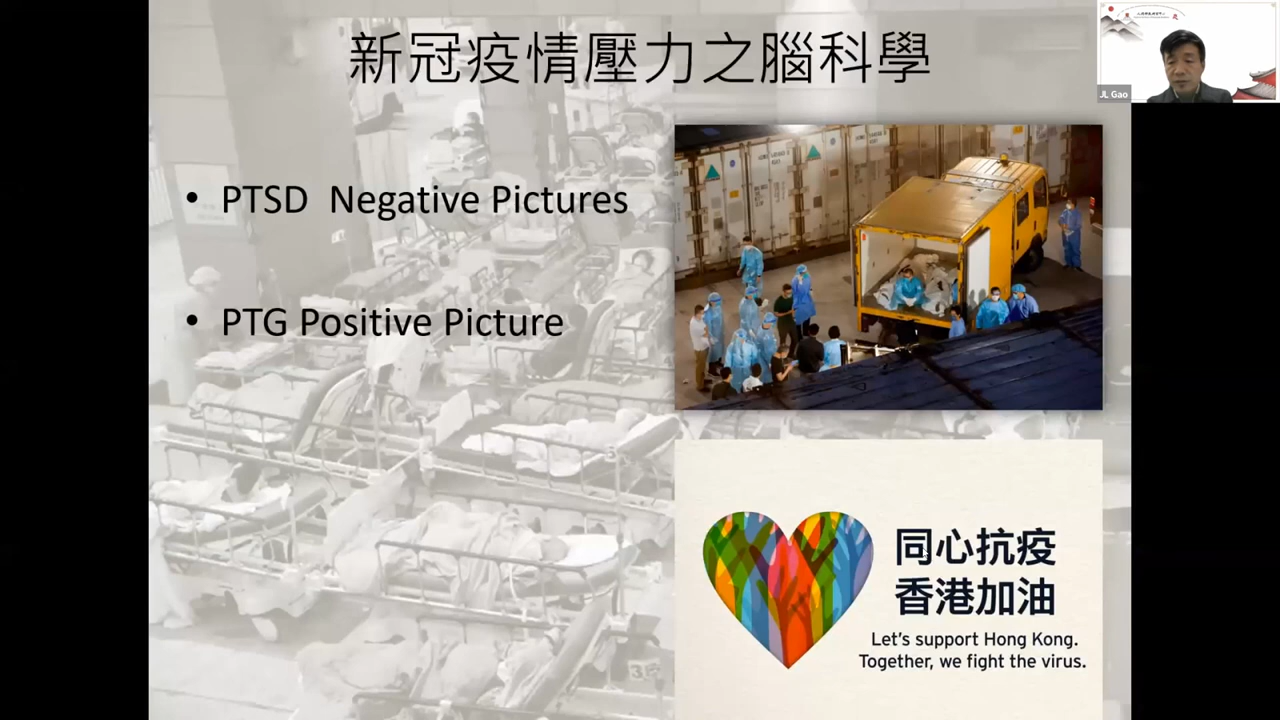 新冠疫情壓力之腦科學
• PTSD  Negative Pictures
• PTG Positive Picture
同心抗疫
香港加油
Let's support Hong Kong.
Together, we fight the virus.
JL Gao